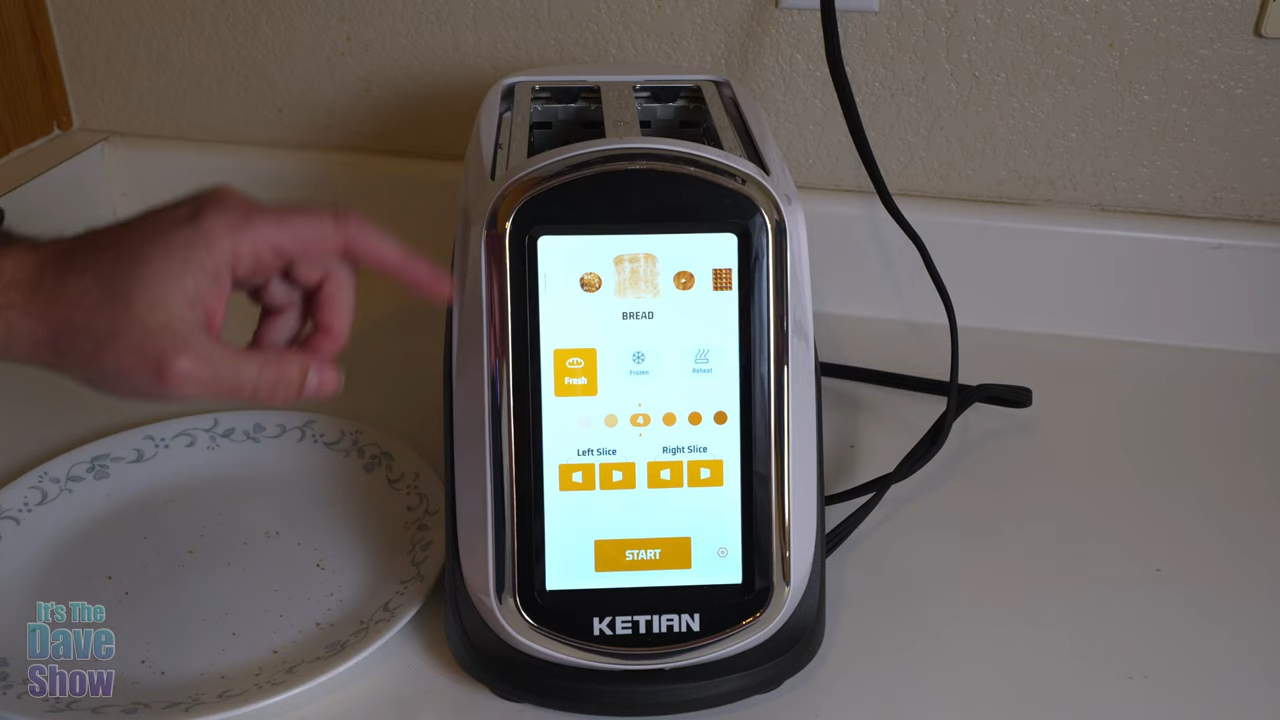 BREAD
Fresh
Frozen
Reheat
4
Left Slice
Right Slice
START
KETIAN
It's The
Dave
Show